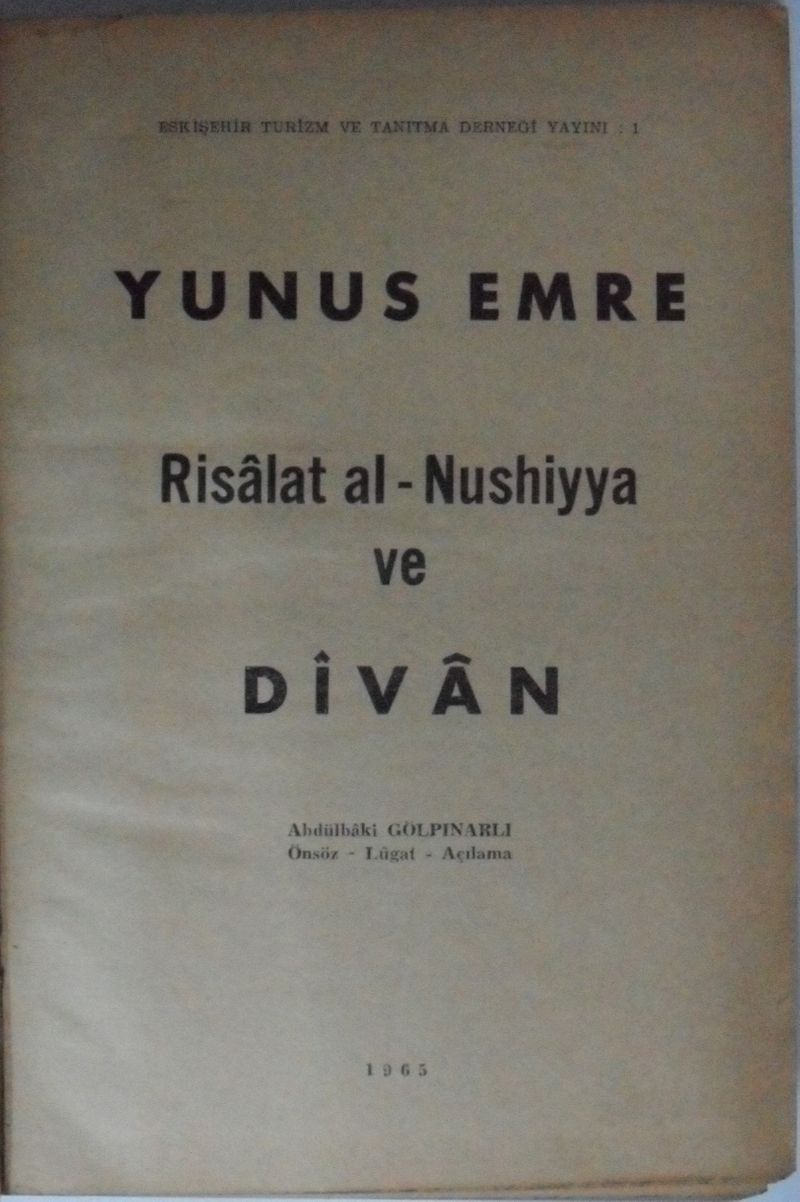 ESKİŞEHİR TURİZM VE TANITMA DERNEĞİ YAYINI : 1
YUNUS EMRE
Risâlat al - Nushiyya
ve
DÎVÂN
Abdülbâki GÖLPINARLI
Önsöz - Lûgat - Açılama
1965